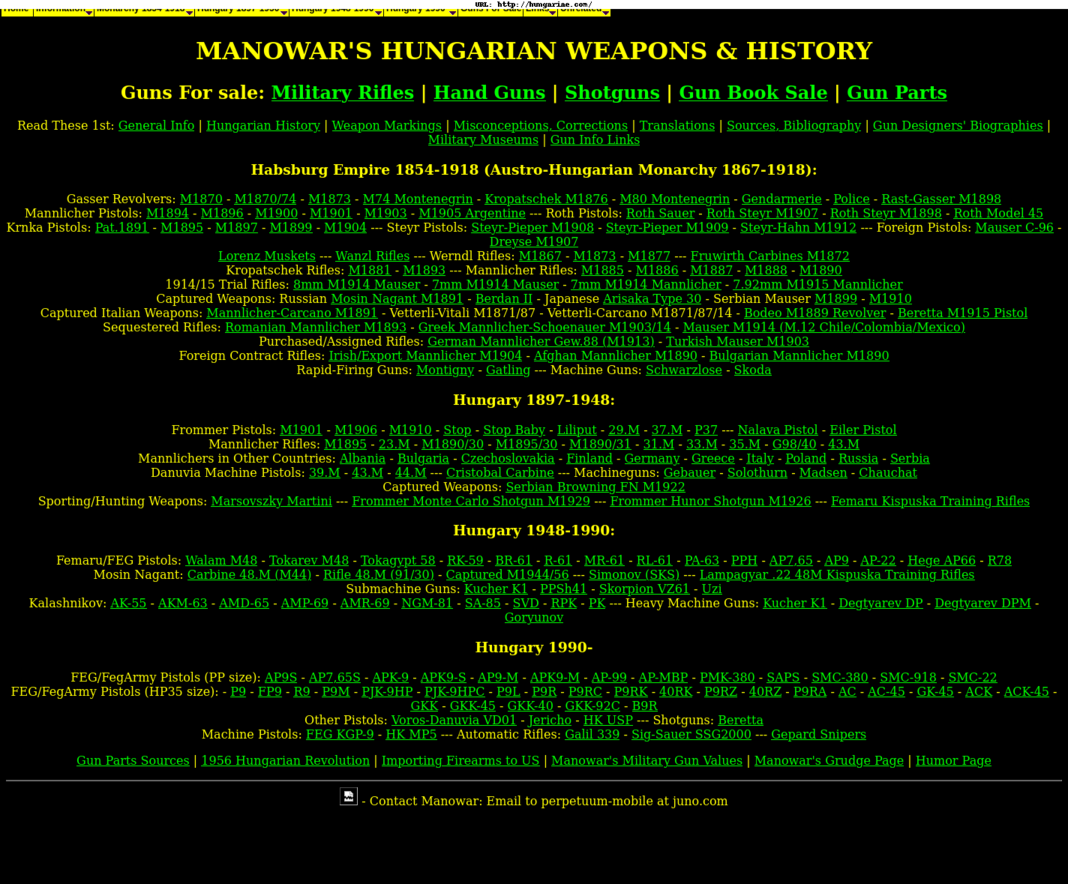 URL: http://hungariae.com/
Home Information Monarchy 1854-1918 Hungary 1897-1950 Hungary 1948-1990 Hungary 1990- Guns For Sale Links Unrelated
MANOWAR'S HUNGARIAN WEAPONS & HISTORY
Guns For sale: Military Rifles | Hand Guns | Shotguns | Gun Book Sale | Gun Parts
Read These 1st: General Info | Hungarian History | Weapon Markings | Misconceptions, Corrections | Translations | Sources, Bibliography | Gun Designers' Biographies |
Military Museums | Gun Info Links
Habsburg Empire 1854-1918 (Austro-Hungarian Monarchy 1867-1918):
Gasser Revolvers: M1870 - M1870/74 - M1873 - M74 Montenegrin - Kropatschek M1876 - M80 Montenegrin - Gendarmerie - Police - Rast-Gasser M1898
Mannlicher Pistols: M1894 - M1896 - M1900 - M1901 - M1903 - M1905 Argentine --- Roth Pistols: Roth Sauer - Roth Steyr M1907 - Roth Steyr M1898 - Roth Model 45
Krnka Pistols: Pat.1891 - M1895 - M1897 - M1899 - M1904 --- Steyr Pistols: Steyr-Pieper M1908 - Steyr-Pieper M1909 - Steyr-Hahn M1912 --- Foreign Pistols: Mauser C-96 -
Dreyse M1907
Lorenz Muskets --- Wanzl Rifles --- Werndl Rifles: M1867 - M1873 - M1877 --- Fruwirth Carbines M1872
Kropatschek Rifles: M1881 - M1893 --- Mannlicher Rifles: M1885 - M1886 - M1887 - M1888 - M1890
1914/15 Trial Rifles: 8mm M1914 Mauser - 7mm M1914 Mauser - 7mm M1914 Mannlicher - 7.92mm M1915 Mannlicher
Captured Weapons: Russian Mosin Nagant M1891 - Berdan II - Japanese Arisaka Type 30 - Serbian Mauser M1899 - M1910
Captured Italian Weapons: Mannlicher-Carcano M1891 - Vetterli-Vitali M1871/87 - Vetterli-Carcano M1871/87/14 - Bodeo M1889 Revolver - Beretta M1915 Pistol
Sequestered Rifles: Romanian Mannlicher M1893 - Greek Mannlicher-Schoenauer M1903/14 - Mauser M1914 (M.12 Chile/Colombia/Mexico)
Purchased/Assigned Rifles: German Mannlicher Gew.88 (M1913) - Turkish Mauser M1903
Foreign Contract Rifles: Irish/Export Mannlicher M1904 - Afghan Mannlicher M1890 - Bulgarian Mannlicher M1890
Rapid-Firing Guns: Montigny - Gatling --- Machine Guns: Schwarzlose - Skoda
Hungary 1897-1948:
Frommer Pistols: M1901 - M1906 - M1910 - Stop - Stop Baby - Liliput - 29.M - 37.M - P37 --- Nalava Pistol - Eiler Pistol
Mannlicher Rifles: M1895 - 23.M - M1890/30 - M1895/30 - M1890/31 - 31.M - 33.M - 35.M - G98/40 - 43.M
Mannlichers in Other Countries: Albania - Bulgaria - Czechoslovakia - Finland - Germany - Greece - Italy - Poland - Russia - Serbia
Danuvia Machine Pistols: 39.M - 43.M - 44.M --- Cristobal Carbine --- Machineguns: Gebauer - Solothurn - Madsen - Chauchat
Captured Weapons: Serbian Browning FN M1922
Sporting/Hunting Weapons: Marsovszky Martini --- Frommer Monte Carlo Shotgun M1929 --- Frommer Hunor Shotgun M1926 --- Femaru Kispuska Training Rifles
Hungary 1948-1990:
Femaru/FEG Pistols: Walam M48 - Tokarev M48 - Tokagypt 58 - RK-59 - BR-61 - R-61 - MR-61 - RL-61 - PA-63 - PPH - AP7.65 - AP9 - AP-22 - Hege AP66 - R78
Mosin Nagant: Carbine 48.M (M44) - Rifle 48.M (91/30) - Captured M1944/56 --- Simonov (SKS) --- Lampagyar .22 48M Kispuska Training Rifles
Submachine Guns: Kucher K1 - PPSh41 - Skorpion VZ61 - Uzi
Kalashnikov: AK-55 - AKM-63 - AMD-65 - AMP-69 - AMR-69 - NGM-81 - SA-85 - SVD - RPK - PK --- Heavy Machine Guns: Kucher K1 - Degtyarev DP - Degtyarev DPM -
Goryunov
Hungary 1990-
FEG/FegArmy Pistols (PP size): AP9S - AP7.65S - APK-9 - APK9-S - AP9-M - APK9-M - AP-99 - AP-MBP - PMK-380 - SAPS - SMC-380 - SMC-918 - SMC-22
FEG/FegArmy Pistols (HP35 size): - P9 - FP9 - R9 - P9M - PJK-9HP - PJK-9HPC - P9L - P9R - P9RC - P9RK - 40RK - P9RZ - 40RZ - P9RA - AC - AC-45 - GK-45 - ACK - ACK-45 -
GKK - GKK-45 - GKK-40 - GKK-92C - B9R
Other Pistols: Voros-Danuvia VD01 - Jericho - HK USP --- Shotguns: Beretta
Machine Pistols: FEG KGP-9 - HK MP5 --- Automatic Rifles: Galil 339 - Sig-Sauer SSG2000 --- Gepard Snipers
Gun Parts Sources | 1956 Hungarian Revolution | Importing Firearms to US | Manowar's Military Gun Values | Manowar's Grudge Page | Humor Page
- Contact Manowar: Email to perpetuum-mobile at juno.com